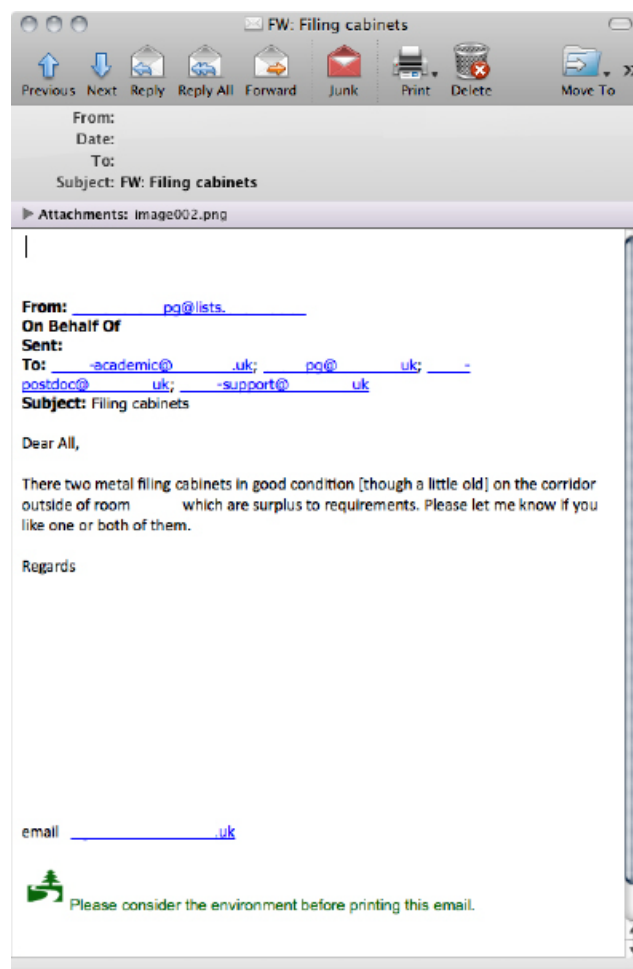 FW: Filing cabinets
Previous Next Reply Reply All Forward Junk Print Delete Move To
From:
Date:
To:
Subject: FW: Filing cabinets
Attachments: image002.png
From: pg@lists.
On Behalf Of
Sent:
To: -academic@ .uk; pg@ uk; -
postdoc@ uk; -support@ uk
Subject: Filing cabinets
Dear All,
There two metal filing cabinets in good condition [though a little old] on the corridor
outside of room which are surplus to requirements. Please let me know if you
like one or both of them.
Regards
email .uk
Please consider the environment before printing this email.